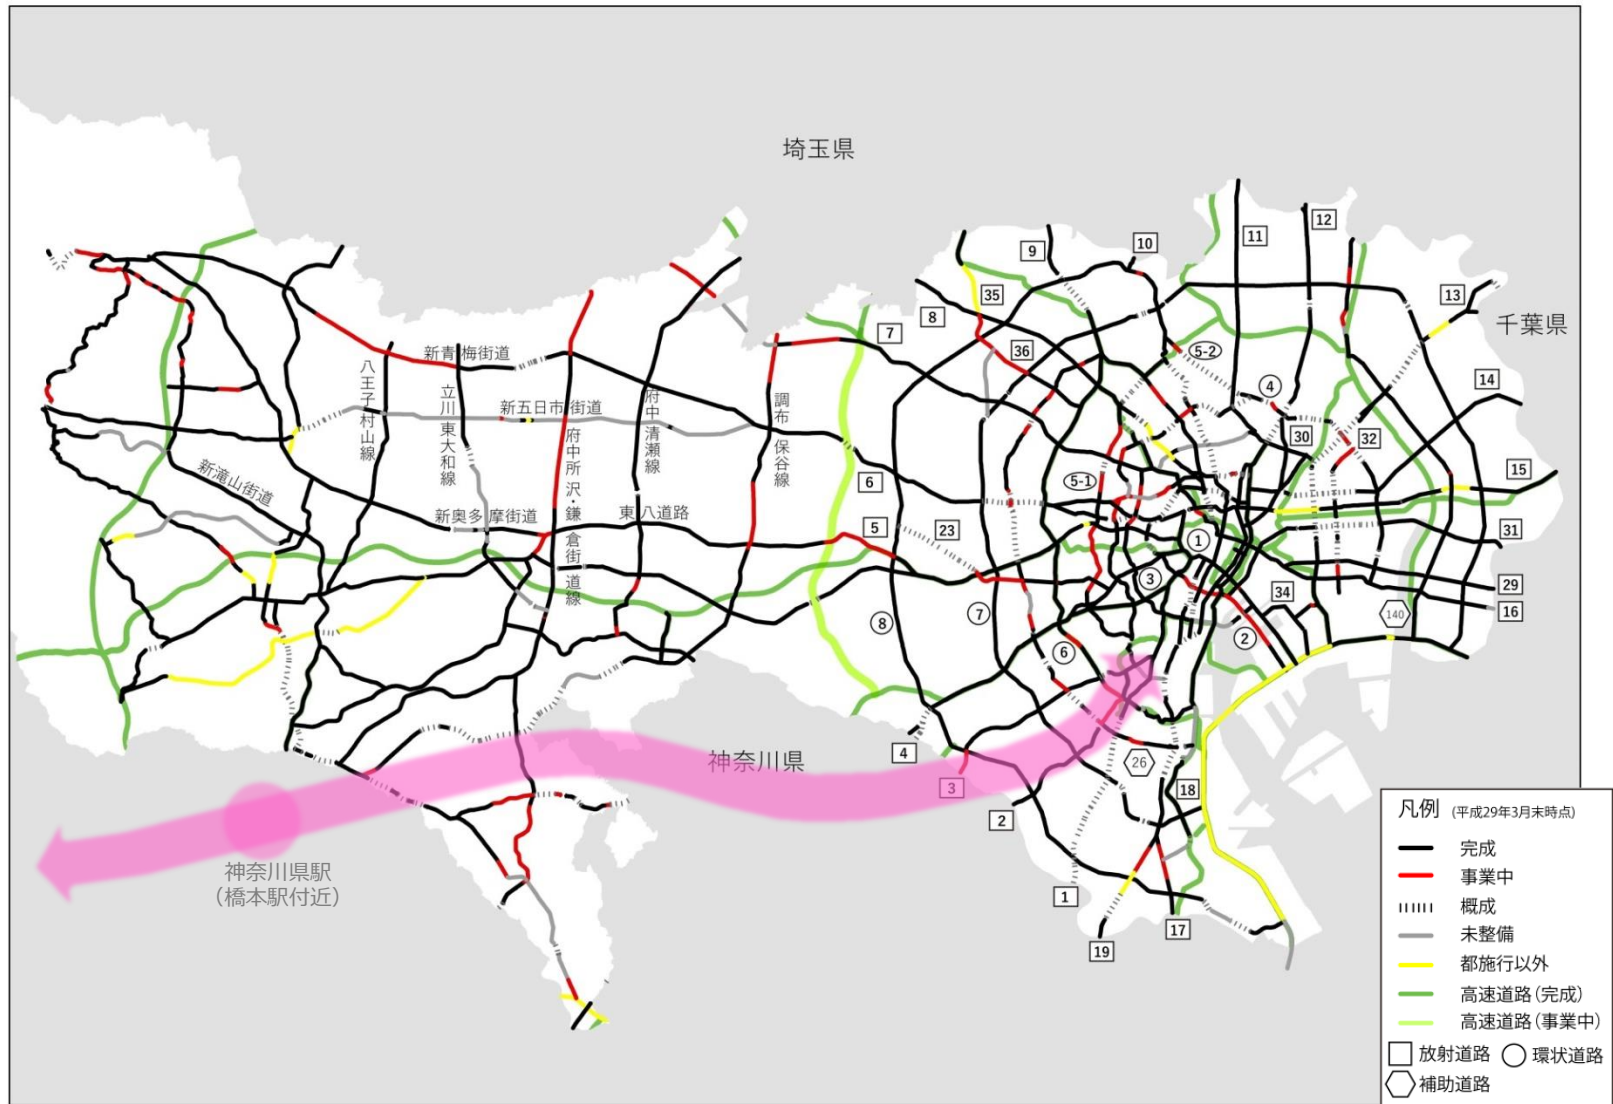 埼玉県
千葉県
神奈川県
神奈川県駅
（橋本駅付近）
新青梅街道
新五日市街道
新滝山街道
新奥多摩街道
東八道路
八王子村山線
立川東大和線
府中所沢・鎌倉街道線
府中清瀬線
調布保谷線
9
10
11
12
13
35
8
7
36
5-2
4
14
30
32
6
5-1
15
5
23
1
31
3
34
29
16
140
8
7
6
2
4
3
26
18
2
1
19
17
凡例 (平成29年3月末時点)
完成
事業中
概成
未整備
都施行以外
高速道路(完成)
高速道路(事業中)
放射道路 環状道路
補助道路